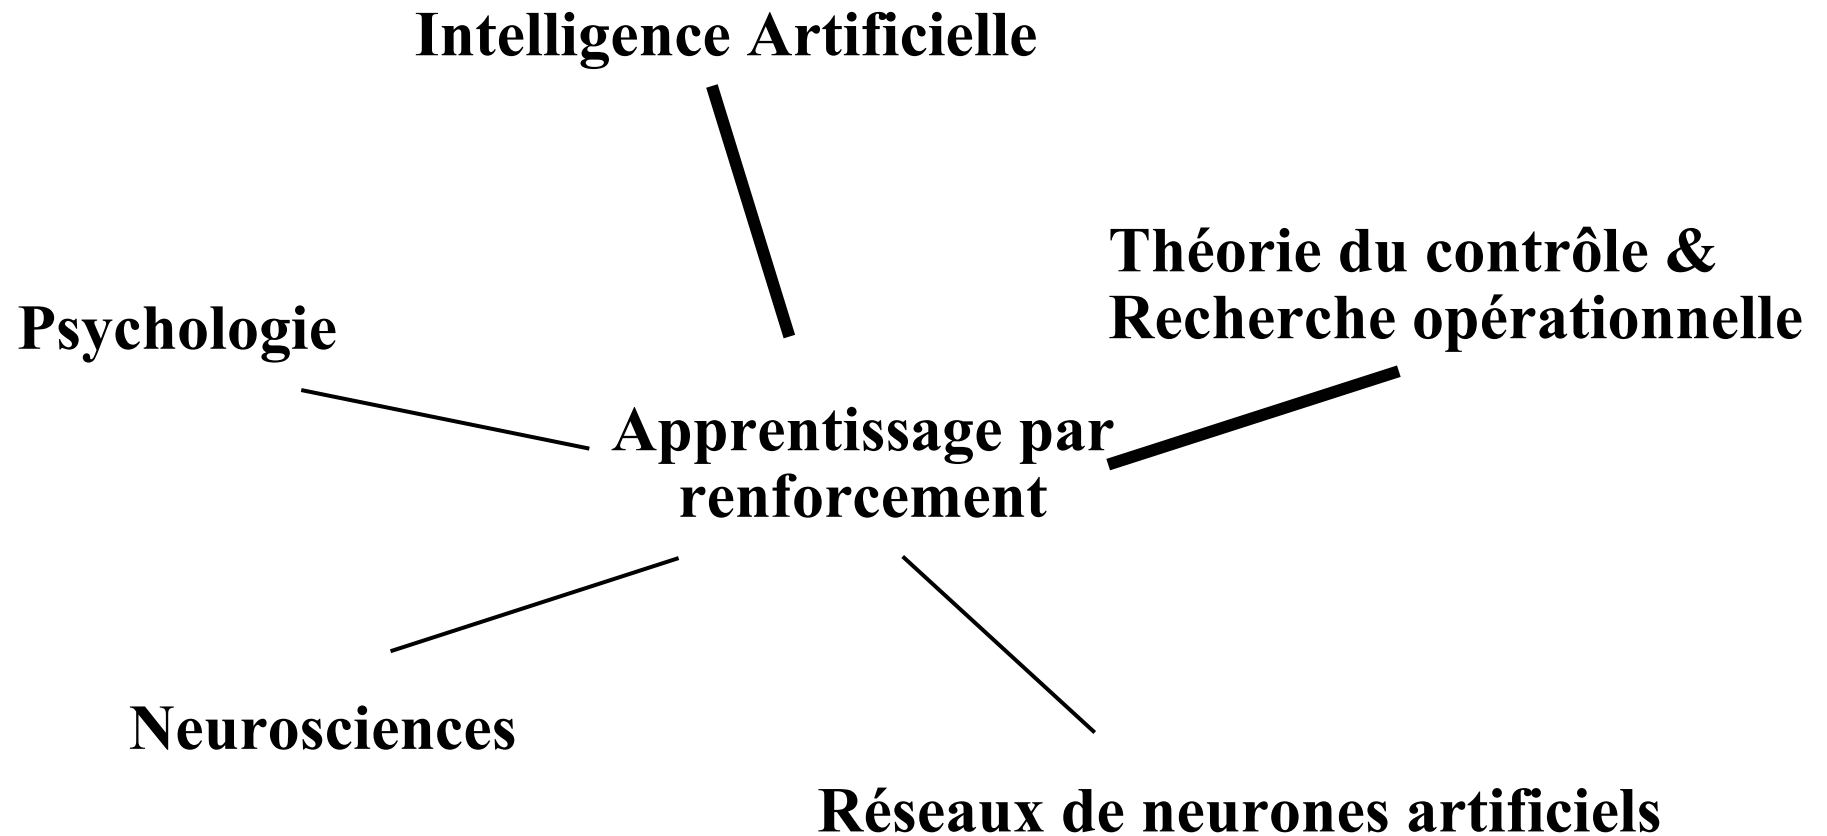 Intelligence Artificielle
Théorie du contrôle &
Recherche opérationnelle
Psychologie
Apprentissage par
renforcement
Neurosciences
Réseaux de neurones artificiels